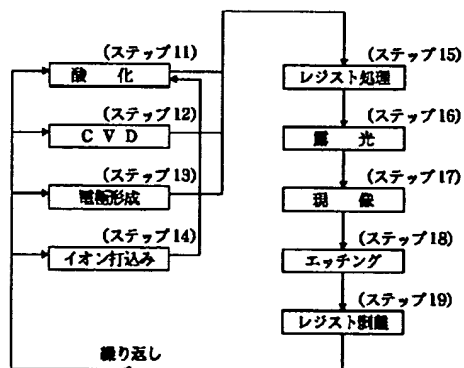 (ステップ11)
酸 化
(ステップ12)
C V D
(ステップ13)
電極形成
(ステップ14)
イオン打込み
繰り返し
(ステップ15)
レジスト処理
(ステップ16)
露 光
(ステップ17)
現 像
(ステップ18)
エッチング
(ステップ19)
レジスト剥離